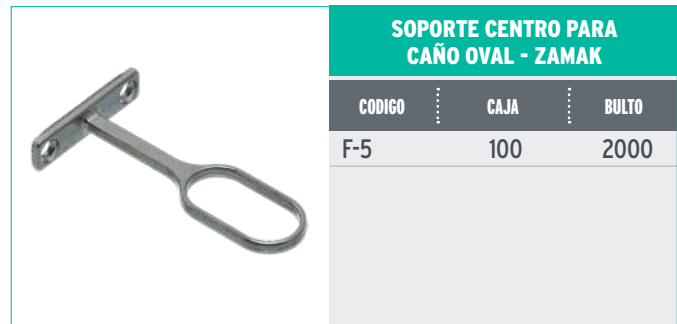 SOPORTE CENTRO PARA
CAÑO OVAL - ZAMAK
CODIGO CAJA BULTO
F-5 100 2000